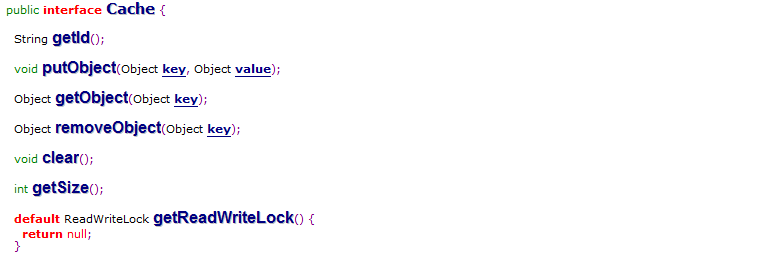 public interface Cache {
String getId();
void putObject(Object key, Object value);
Object getObject(Object key);
Object removeObject(Object key);
void clear();
int getSize();
default ReadWriteLock getReadWriteLock() {
return null;
}